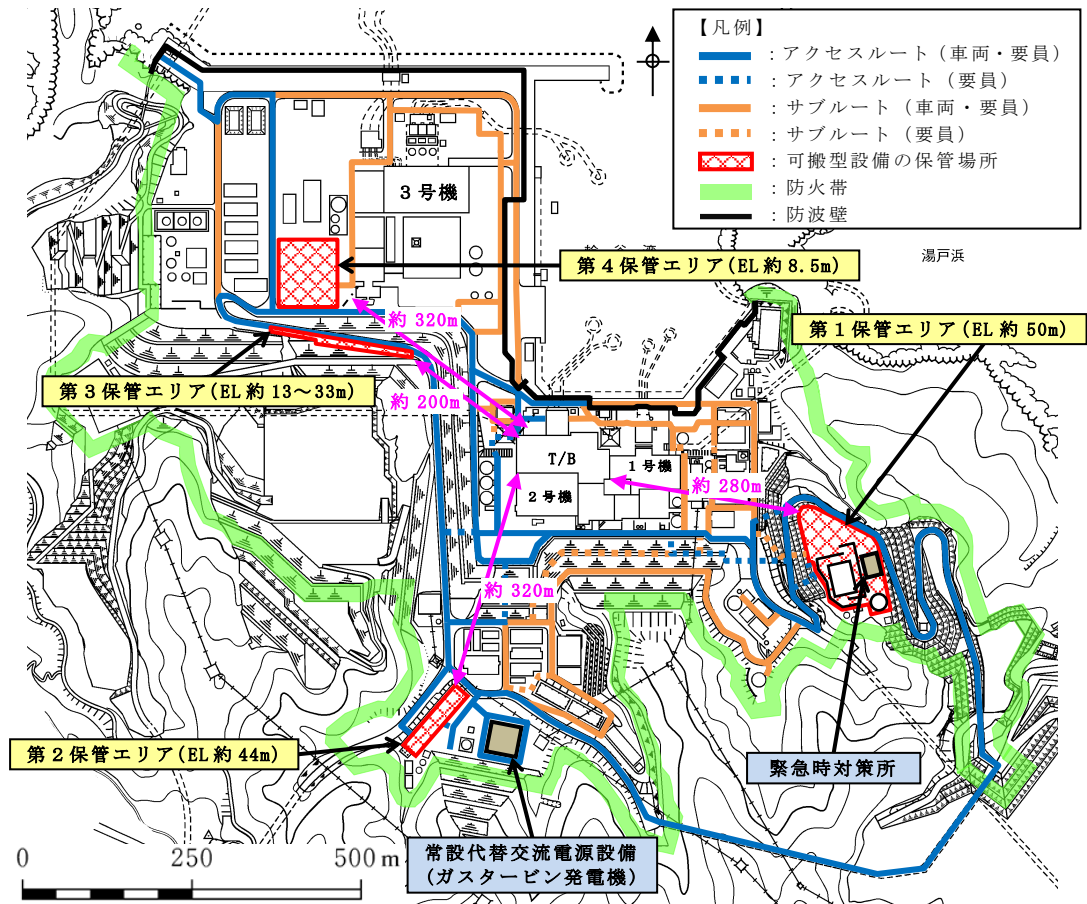 【凡例】
：アクセスルート（車両・要員）
：アクセスルート（要員）
：サブルート（車両・要員）
：サブルート（要員）
：可搬型設備の保管場所
：防火帯
：防波壁
3号機
輪谷湾
湯戸浜
第4保管エリア(EL約8.5m)
第1保管エリア(EL約50m)
約320m
第3保管エリア(EL約13～33m)
約200m
T/B
1号機
2号機
約280m
約320m
第2保管エリア(EL約44m)
緊急時対策所
常設代替交流電源設備
(ガスタービン発電機)
0
250
500m